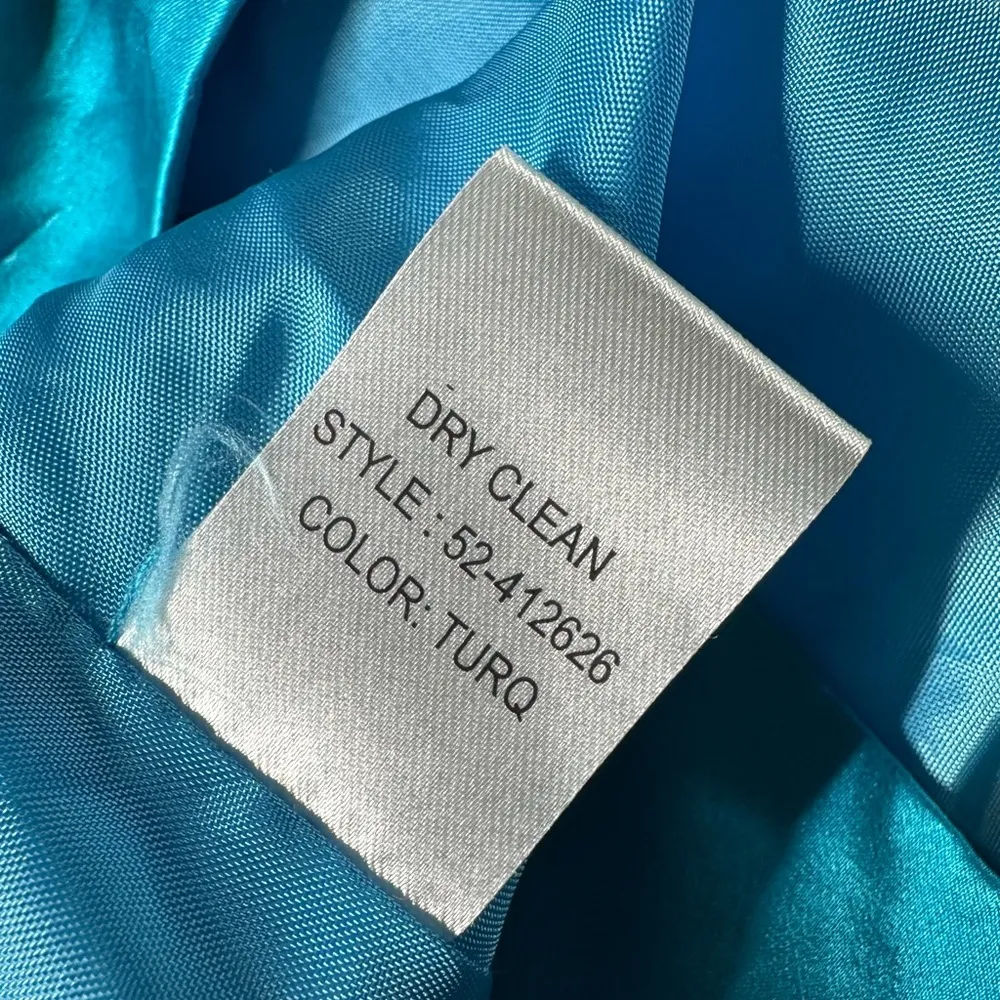 DRY CLEAN
STYLE : 52-412626
COLOR: TURQ